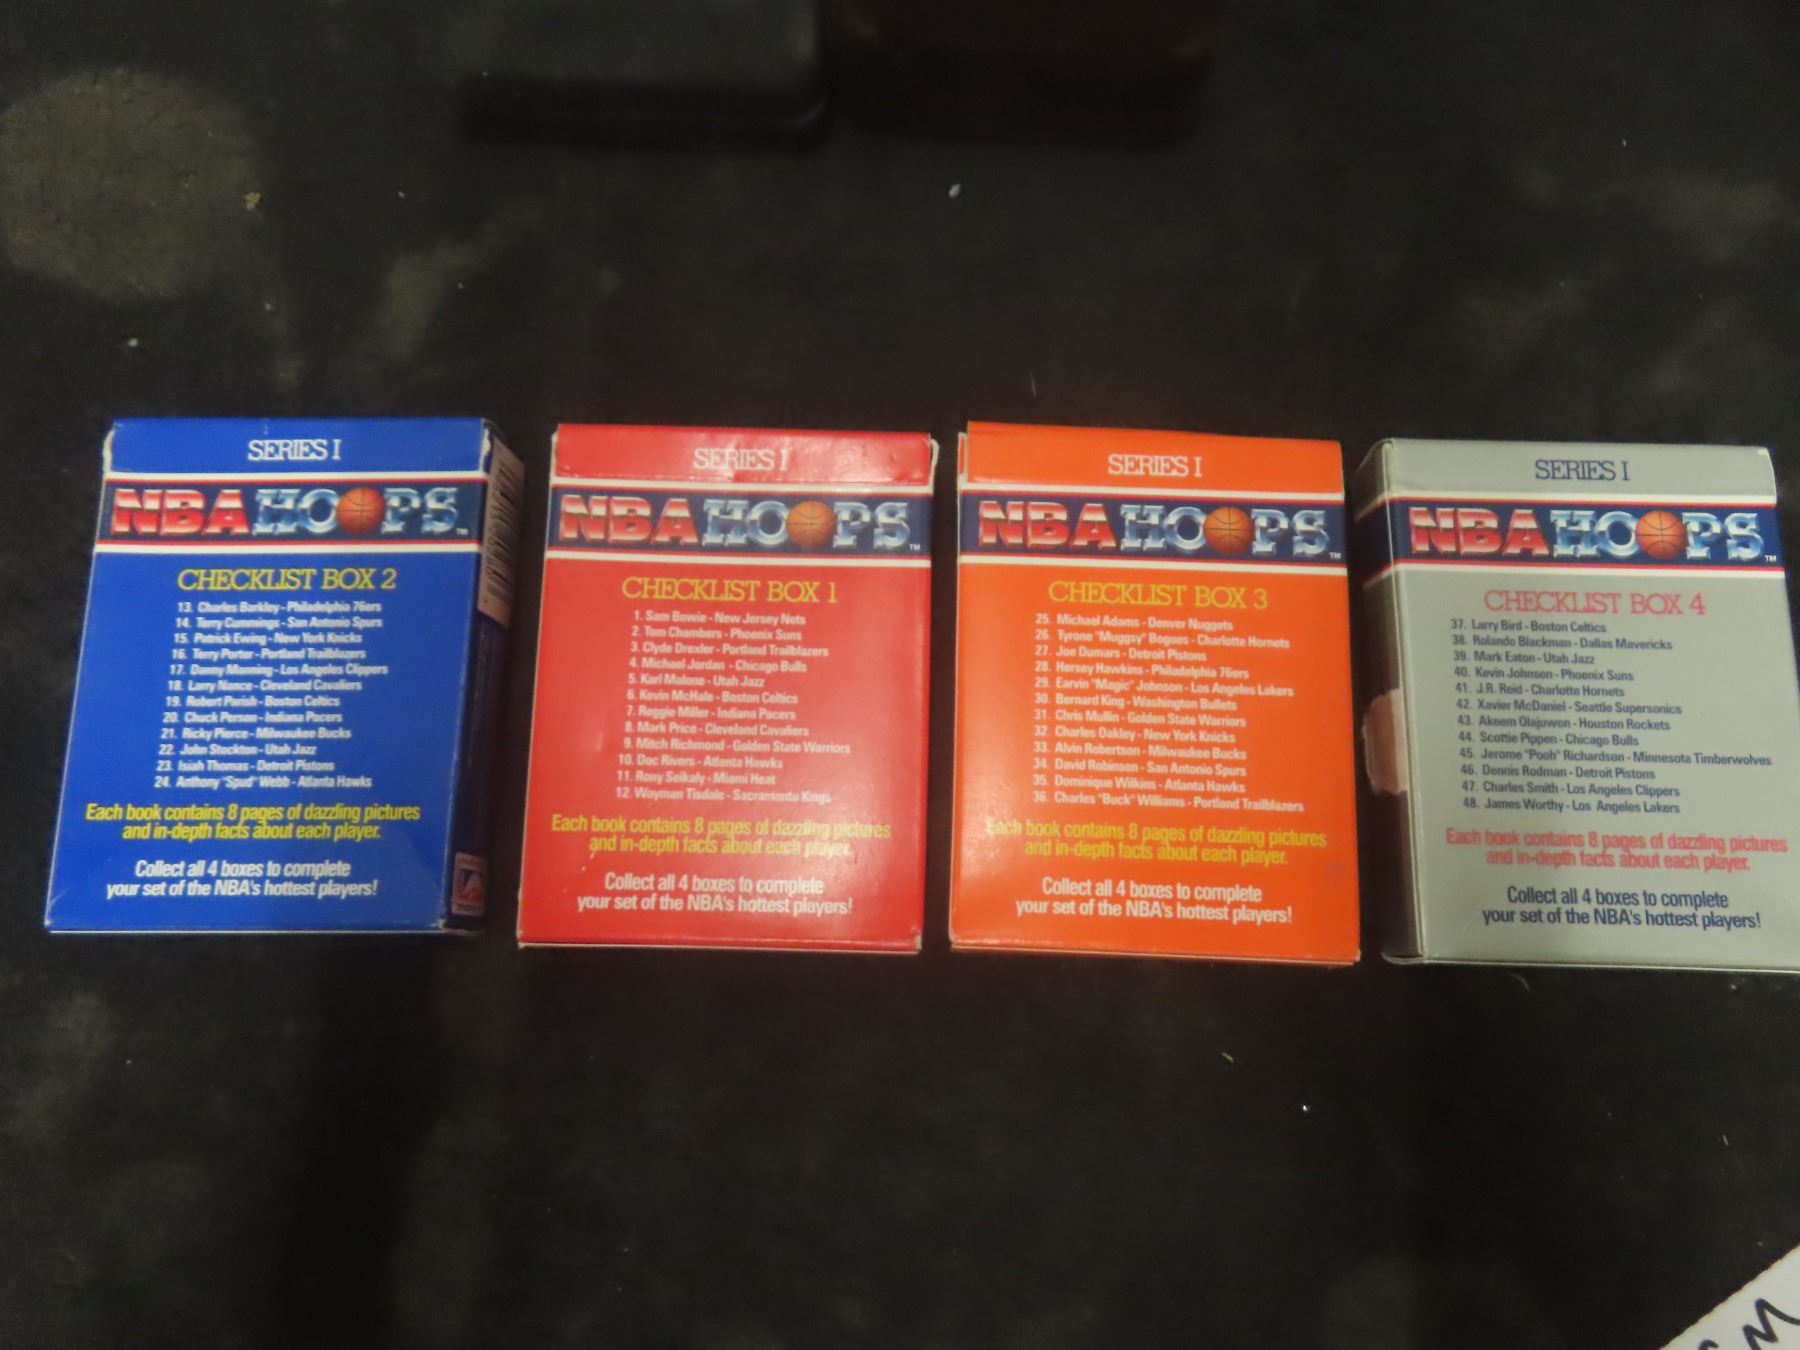 SERIES I
NBA HOOPS™
CHECKLIST BOX 2
13. Charles Barkley - Philadelphia 76ers
14. Terry Cummings - San Antonio Spurs
15. Patrick Ewing - New York Knicks
16. Terry Porter - Portland Trailblazers
17. Danny Manning - Los Angeles Clippers
18. Larry Nance - Cleveland Cavaliers
19. Robert Parish - Boston Celtics
20. Chuck Person - Indiana Pacers
21. Ricky Pierce - Milwaukee Bucks
22. John Stockton - Utah Jazz
23. Isiah Thomas - Detroit Pistons
24. Anthony "Spud" Webb - Atlanta Hawks
Each book contains 8 pages of dazzling pictures
and in-depth facts about each player.
Collect all 4 boxes to complete
your set of the NBA's hottest players!
SERIES I
NBA HOOPS™
CHECKLIST BOX 1
1. Sam Bowie - New Jersey Nets
2. Tom Chambers - Phoenix Suns
3. Clyde Drexler - Portland Trailblazers
4. Michael Jordan - Chicago Bulls
5. Karl Malone - Utah Jazz
6. Kevin McHale - Boston Celtics
7. Reggie Miller - Indiana Pacers
8. Mark Price - Cleveland Cavaliers
9. Mitch Richmond - Golden State Warriors
10. Doc Rivers - Atlanta Hawks
11. Rony Seikaly - Miami Heat
12. Wayman Tisdale - Sacramento Kings
Each book contains 8 pages of dazzling pictures
and in-depth facts about each player.
Collect all 4 boxes to complete
your set of the NBA's hottest players!
SERIES I
NBA HOOPS™
CHECKLIST BOX 3
25. Michael Adams - Denver Nuggets
26. Tyrone "Muggsy" Bogues - Charlotte Hornets
27. Joe Dumars - Detroit Pistons
28. Hersey Hawkins - Philadelphia 76ers
29. Earvin "Magic" Johnson - Los Angeles Lakers
30. Bernard King - Washington Bullets
31. Chris Mullin - Golden State Warriors
32. Charles Oakley - New York Knicks
33. Alvin Robertson - Milwaukee Bucks
34. David Robinson - San Antonio Spurs
35. Dominique Wilkins - Atlanta Hawks
36. Charles "Buck" Williams - Portland Trailblazers
Each book contains 8 pages of dazzling pictures
and in-depth facts about each player.
Collect all 4 boxes to complete
your set of the NBA's hottest players!
SERIES I
NBA HOOPS™
CHECKLIST BOX 4
37. Larry Bird - Boston Celtics
38. Rolando Blackman - Dallas Mavericks
39. Mark Eaton - Utah Jazz
40. Kevin Johnson - Phoenix Suns
41. J.R. Reid - Charlotte Hornets
42. Xavier McDaniel - Seattle Supersonics
43. Akeem Olajuwon - Houston Rockets
44. Scottie Pippen - Chicago Bulls
45. Jerome "Pooh" Richardson - Minnesota Timberwolves
46. Dennis Rodman - Detroit Pistons
47. Charles Smith - Los Angeles Clippers
48. James Worthy - Los Angeles Lakers
Each book contains 8 pages of dazzling pictures
and in-depth facts about each player.
Collect all 4 boxes to complete
your set of the NBA's hottest players!